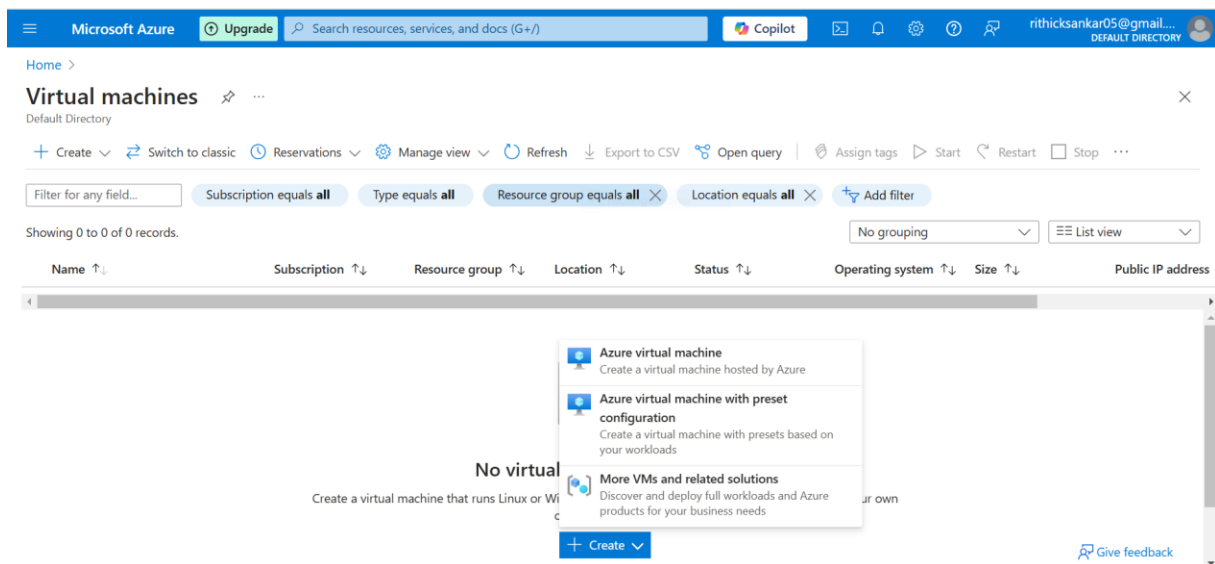 Microsoft Azure Upgrade Search resources, services, and docs (G+/) Copilot rithicksankar05@gmail....
DEFAULT DIRECTORY
Home >
Virtual machines ...
Default Directory
+ Create Switch to classic Reservations Manage view Refresh Export to CSV Open query Assign tags Start Restart Stop ...
Filter for any field... Subscription equals all Type equals all Resource group equals all Location equals all Add filter
Showing 0 to 0 of 0 records. No grouping List view
Name ↑↓ Subscription ↑↓ Resource group ↑↓ Location ↑↓ Status ↑↓ Operating system ↑↓ Size ↑↓ Public IP address
Azure virtual machine
Create a virtual machine hosted by Azure
Azure virtual machine with preset
configuration
Create a virtual machine with presets based on
your workloads
More VMs and related solutions
Discover and deploy full workloads and Azure
products for your business needs
No virtual
Create a virtual machine that runs Linux or own
+ Create
Give feedback